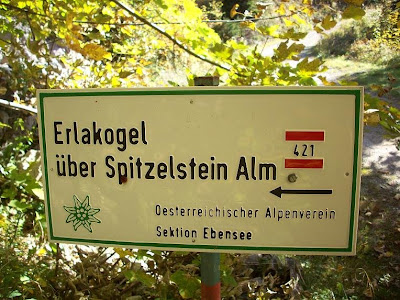 Erlakogel
421
über Spitzelstein Alm
Oesterreichischer Alpenverein
Sektion Ebensee